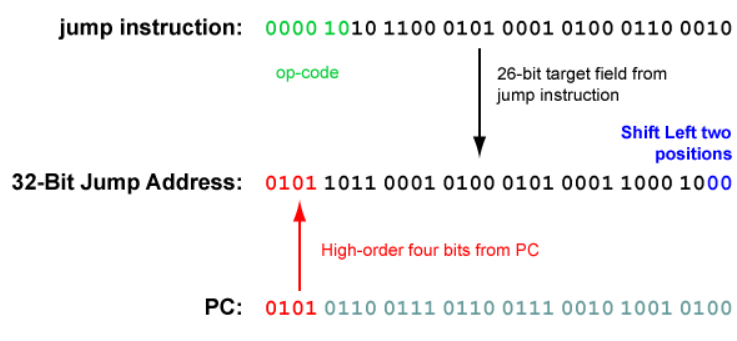 jump instruction: 0000 1010 1100 0101 0001 0100 0110 0010
op-code
26-bit target field from
jump instruction
Shift Left two
positions
32-Bit Jump Address: 0101 1011 0001 0100 0101 0001 1000 1000
High-order four bits from PC
PC: 0101 0110 0111 0110 0111 0010 1001 0100